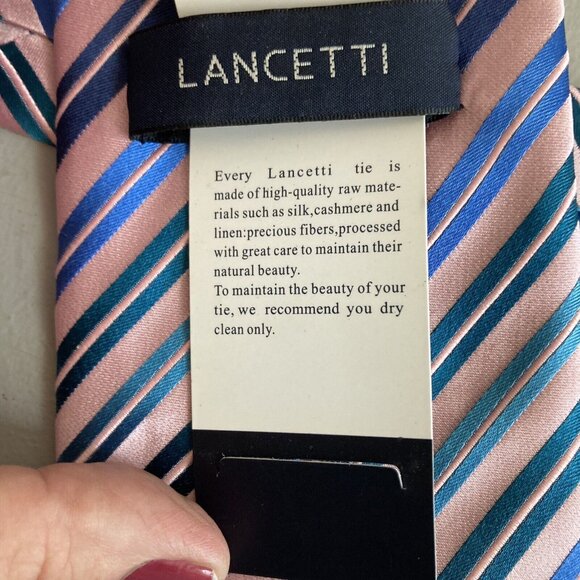 LANCETTI
Every Lancetti tie is
made of high-quality raw mate-
rials such as silk,cashmere and
linen:precious fibers,processed
with great care to maintain their
natural beauty.
To maintain the beauty of your
tie, we recommend you dry
clean only.